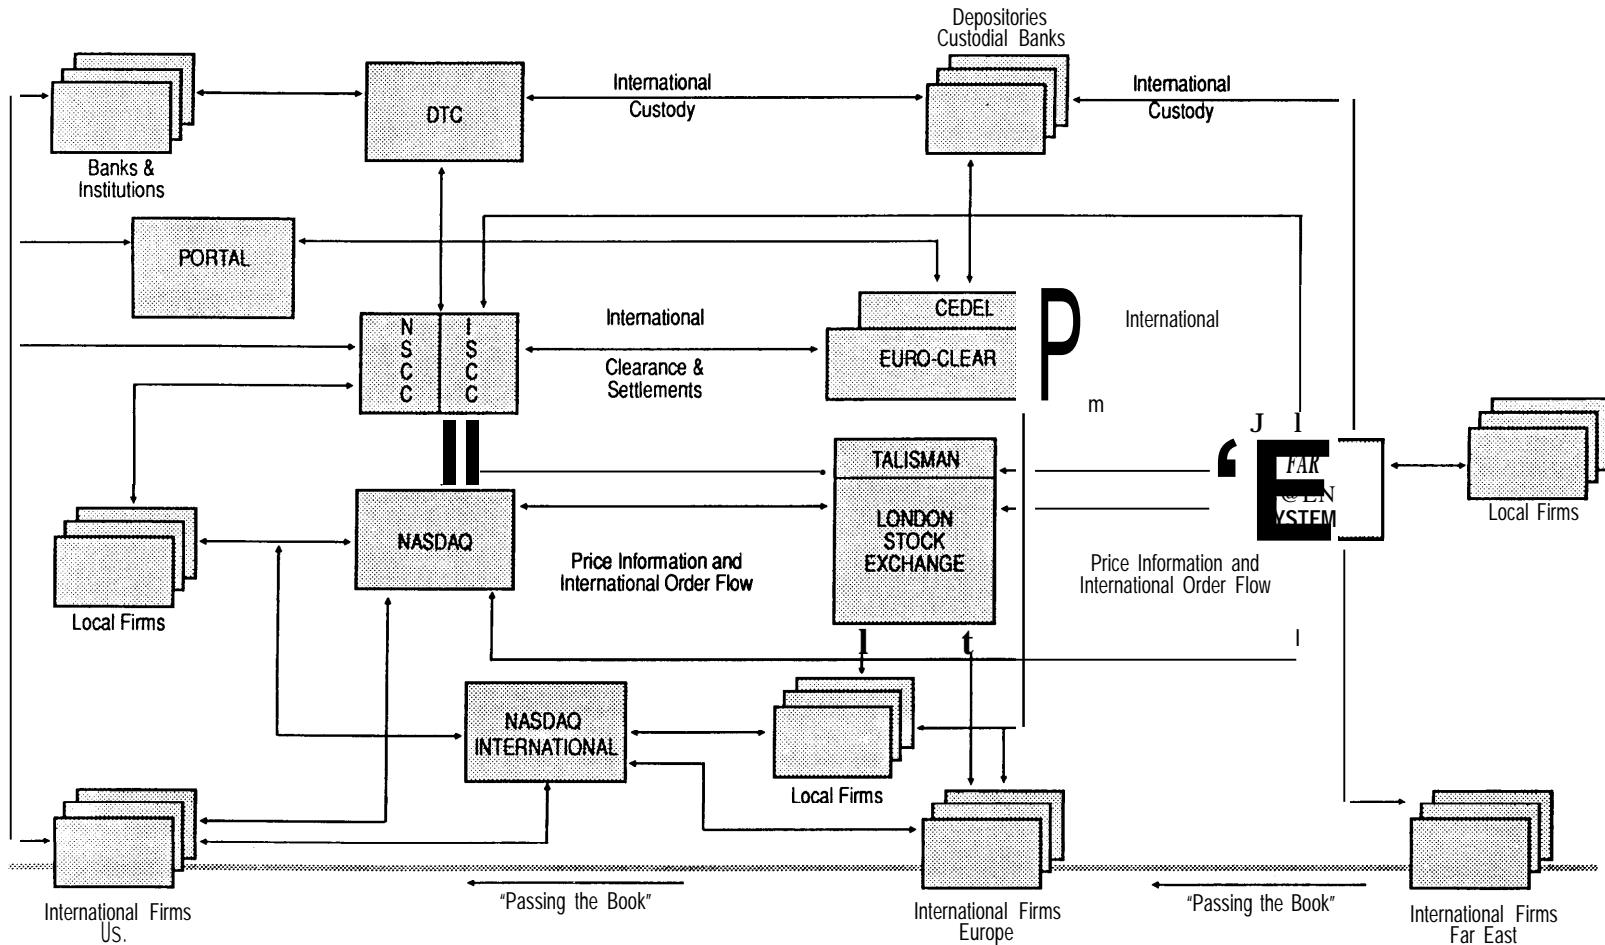 Depositories
Custodial Banks
International
Custody
International
Custody
DTC
Banks &
Institutions
PORTAL
CEDEL
EURO-CLEAR
P
m
International
N
S
C
C
I
S
C
C
International
Clearance &
Settlements
J l
‘E
FAR
SYSTEM
Local Firms
TALISMAN
LONDON
STOCK
EXCHANGE
NASDAQ
Price Information and
International Order Flow
Price Information and
International Order Flow
Local Firms
l t
l
NASDAQ
INTERNATIONAL
Local Firms
"Passing the Book"
"Passing the Book"
International Firms
Us.
International Firms
Europe
International Firms
Far East